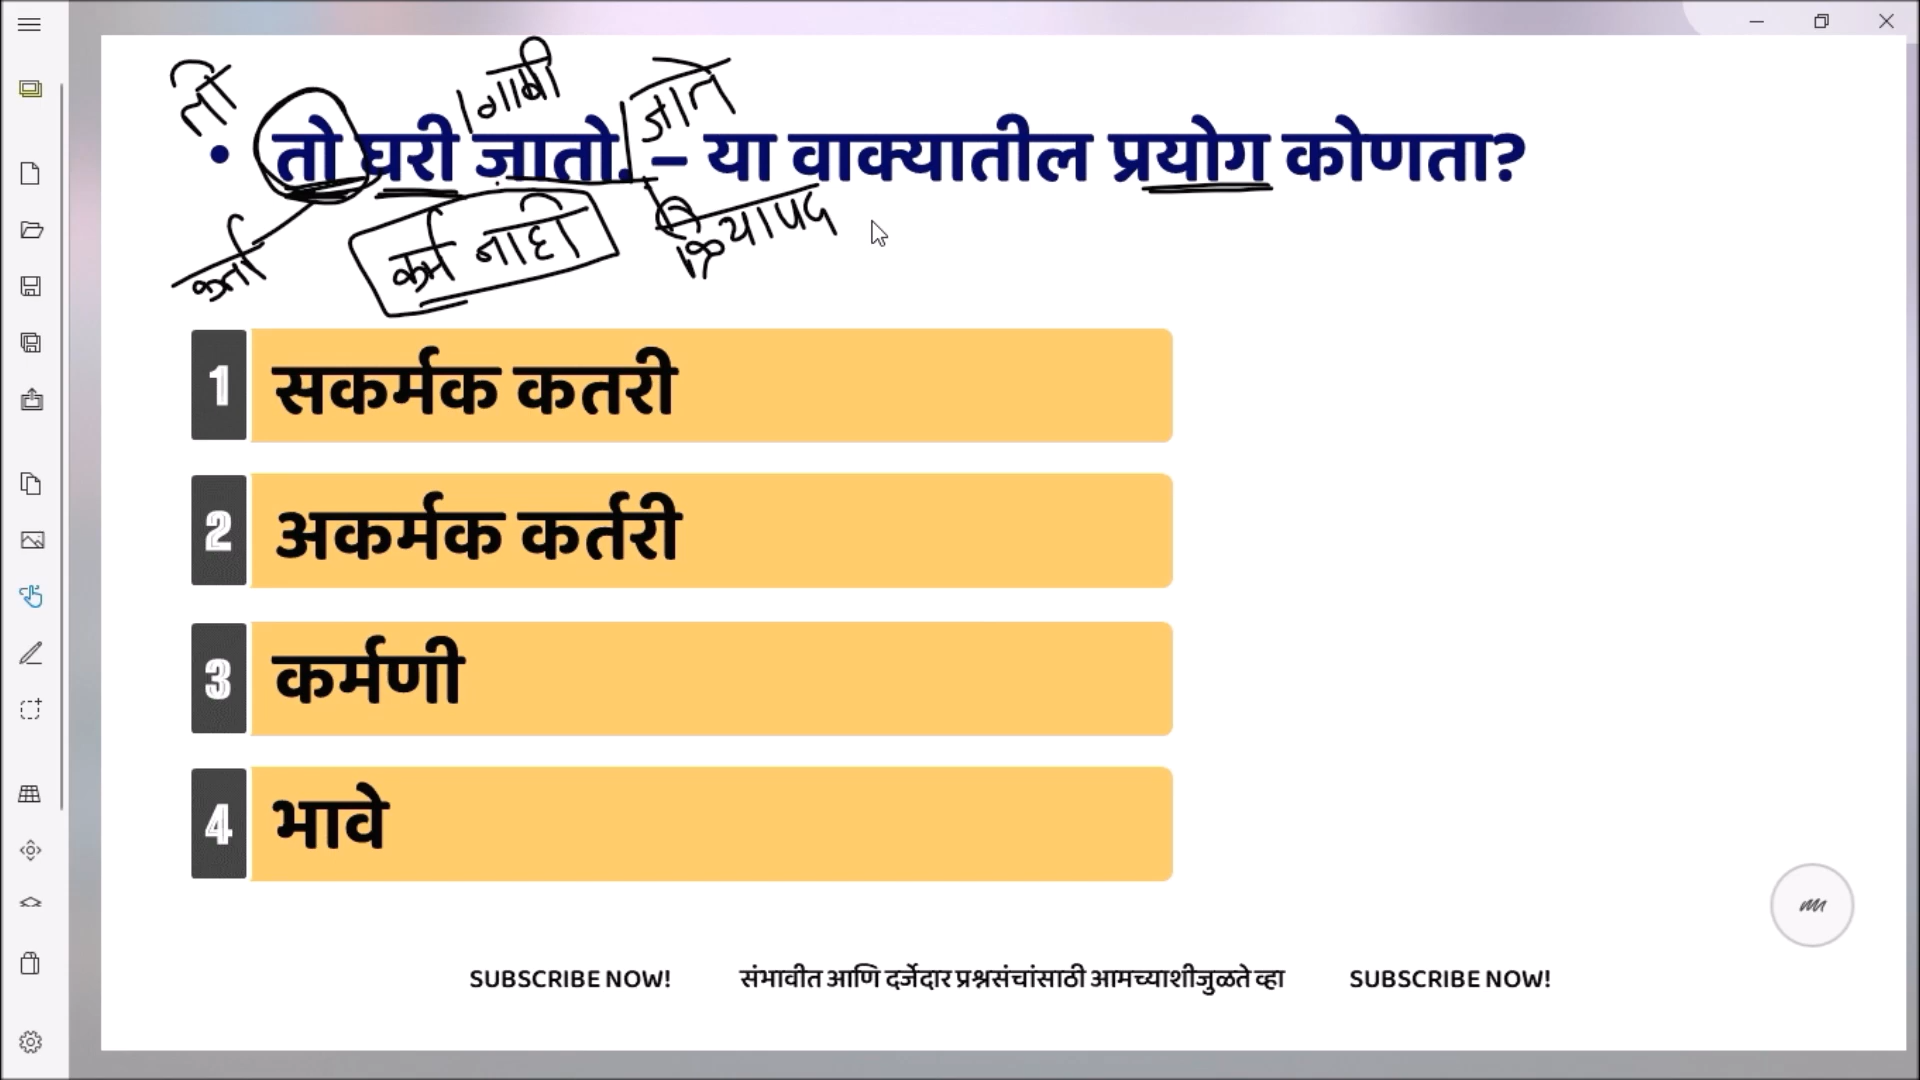 ती गावी जाते
• तो घरी जातो. – या वाक्यातील प्रयोग कोणता?
कर्ता कर्म नाही क्रियापद
1 सकर्मक कतरी
2 अकर्मक कर्तरी
3 कर्मणी
4 भावे
SUBSCRIBE NOW! संभावीत आणि दर्जेदार प्रश्नसंचांसाठी आमच्याशीजुळते व्हा SUBSCRIBE NOW!